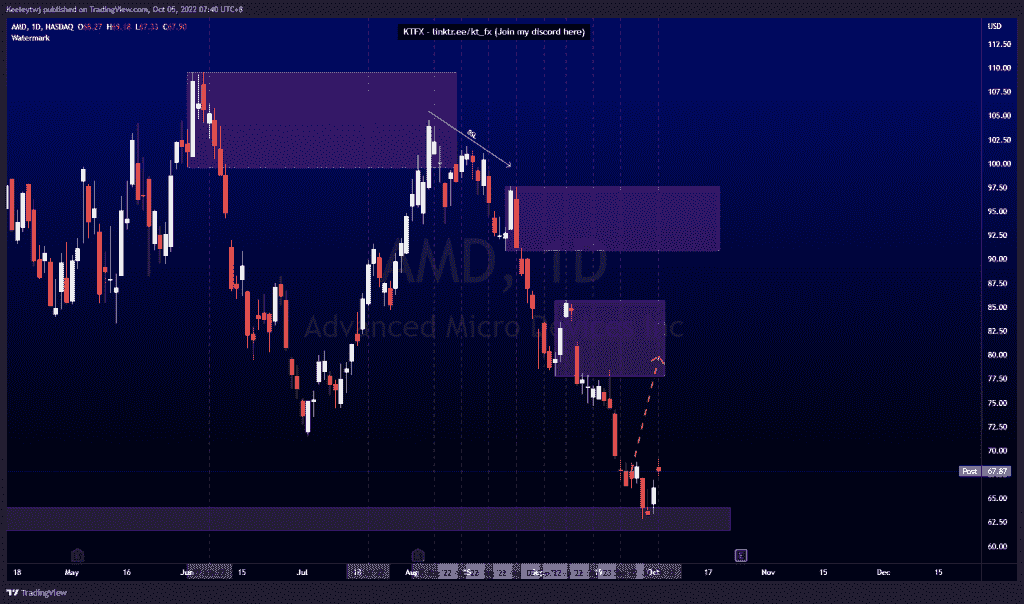 Keeleytwj published on TradingView.com, Oct 05, 2022 07:40 UTC+8
AMD, 1D, NASDAQ
Watermark
KTFX - linktr.ee/kt_fx (Join my discord here)
USD
112.50
110.00
107.50
105.00
102.50
100.00
97.50
95.00
92.50
90.00
87.50
85.00
82.50
80.00
77.50
75.00
72.50
70.00
Post 67.87
65.00
62.50
60.00
AMD, 1D
Advanced Micro
18 May 16 Jun 15 Jul 18 Aug Oct 17 Nov 15 Dec 15
TradingView